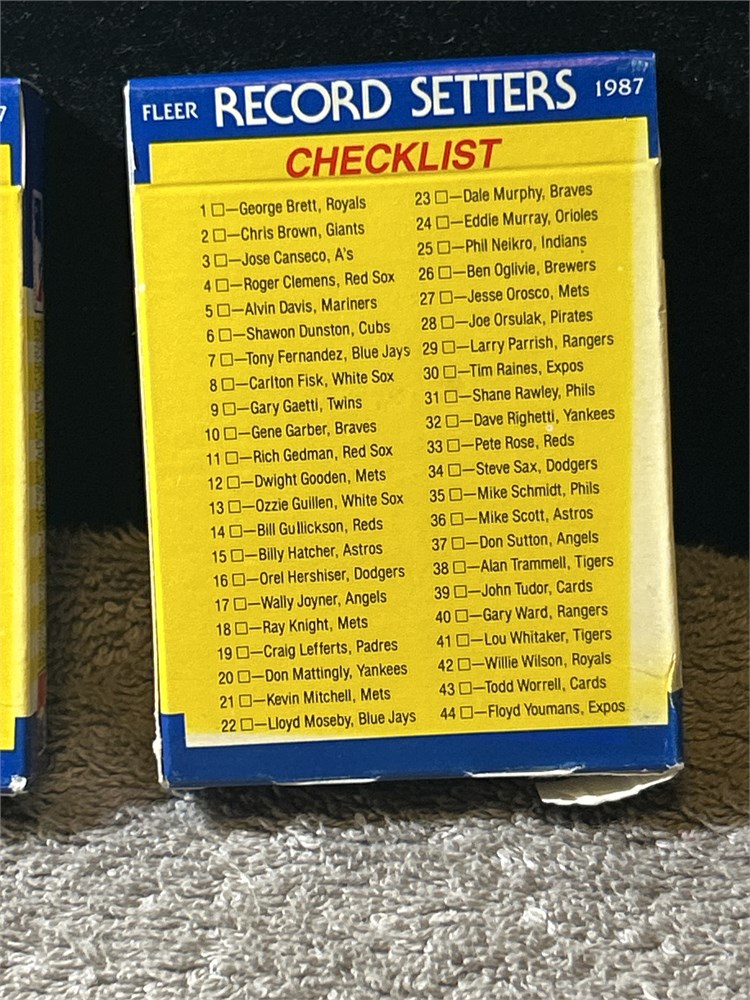 7
FLEER RECORD SETTERS 1987
CHECKLIST
1 □—George Brett, Royals
2 □—Chris Brown, Giants
3 □—Jose Canseco, A's
4 □—Roger Clemens, Red Sox
5 □—Alvin Davis, Mariners
6 □—Shawon Dunston, Cubs
7 □—Tony Fernandez, Blue Jays
8 □—Carlton Fisk, White Sox
9 □—Gary Gaetti, Twins
10 □—Gene Garber, Braves
11 □—Rich Gedman, Red Sox
12 □—Dwight Gooden, Mets
13 □—Ozzie Guillen, White Sox
14 □—Bill Gullickson, Reds
15 □—Billy Hatcher, Astros
16 □—Orel Hershiser, Dodgers
17 □—Wally Joyner, Angels
18 □—Ray Knight, Mets
19 □—Craig Lefferts, Padres
20 □—Don Mattingly, Yankees
21 □—Kevin Mitchell, Mets
22 □—Lloyd Moseby, Blue Jays
23 □—Dale Murphy, Braves
24 □—Eddie Murray, Orioles
25 □—Phil Neikro, Indians
26 □—Ben Oglivie, Brewers
27 □—Jesse Orosco, Mets
28 □—Joe Orsulak, Pirates
29 □—Larry Parrish, Rangers
30 □—Tim Raines, Expos
31 □—Shane Rawley, Phils
32 □—Dave Righetti, Yankees
33 □—Pete Rose, Reds
34 □—Steve Sax, Dodgers
35 □—Mike Schmidt, Phils
36 □—Mike Scott, Astros
37 □—Don Sutton, Angels
38 □—Alan Trammell, Tigers
39 □—John Tudor, Cards
40 □—Gary Ward, Rangers
41 □—Lou Whitaker, Tigers
42 □—Willie Wilson, Royals
43 □—Todd Worrell, Cards
44 □—Floyd Youmans, Expos